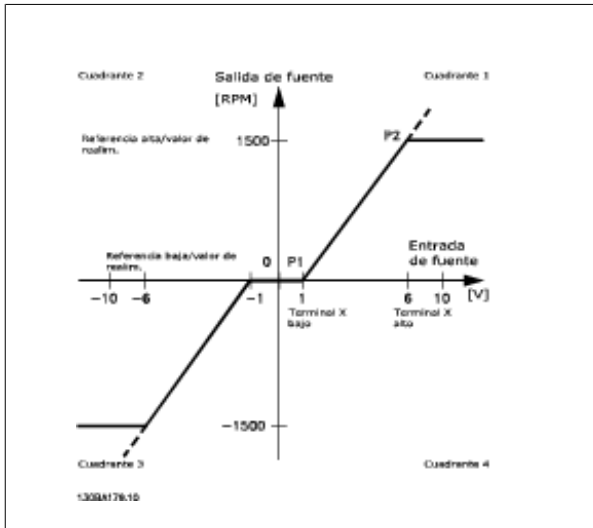 Cuadrante 2
Salida de fuente
[RPM]
Cuadrante 1
Referencia alta/valor de
realim.
1500
P2
Referencia baja/valor de
realim.
0
P1
Entrada
de fuente
-10
-6
-1
1
6
10
[V]
Terminal X
bajo
Terminal X
alto
-1500
Cuadrante 3
Cuadrante 4
130BA179.10